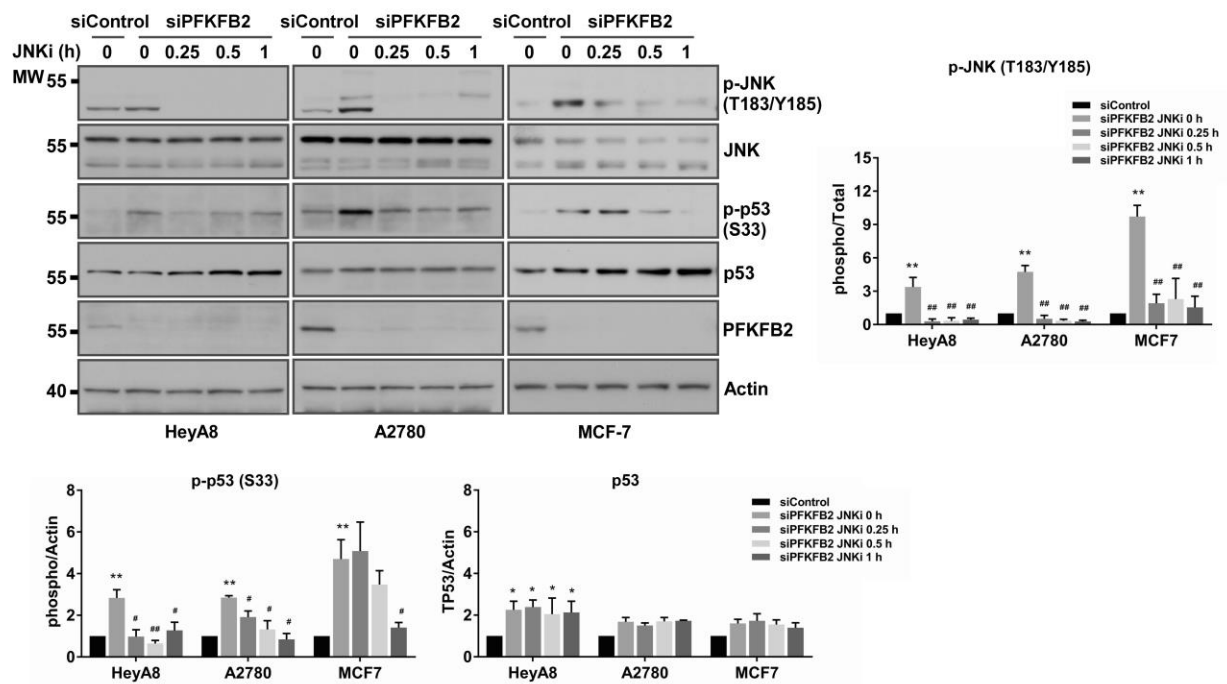 siControl siPFKFB2 siControl siPFKFB2 siControl siPFKFB2
JNKi (h) 0 0 0.25 0.5 1 0 0 0.25 0.5 1 0 0 0.25 0.5 1
MW 55
p-JNK
(T183/Y185)
55 JNK
55 p-p53
(S33)
55 p53
55 PFKFB2
40 Actin
HeyA8 A2780 MCF-7
p-JNK (T183/Y185)
siControl
siPFKFB2 JNKi 0 h
siPFKFB2 JNKi 0.25 h
siPFKFB2 JNKi 0.5 h
siPFKFB2 JNKi 1 h
phospho/Total
15
12
9
6
3
0
** ## ## ##
** ## ## ##
** ## ## ##
HeyA8 A2780 MCF7
p-p53 (S33)
phospho/Actin
8
6
4
2
0
** # ## #
** # # #
** #
HeyA8 A2780 MCF7
p53
TP53/Actin
8
6
4
2
0
* * * *
HeyA8 A2780 MCF7
siControl
siPFKFB2 JNKi 0 h
siPFKFB2 JNKi 0.25 h
siPFKFB2 JNKi 0.5 h
siPFKFB2 JNKi 1 h